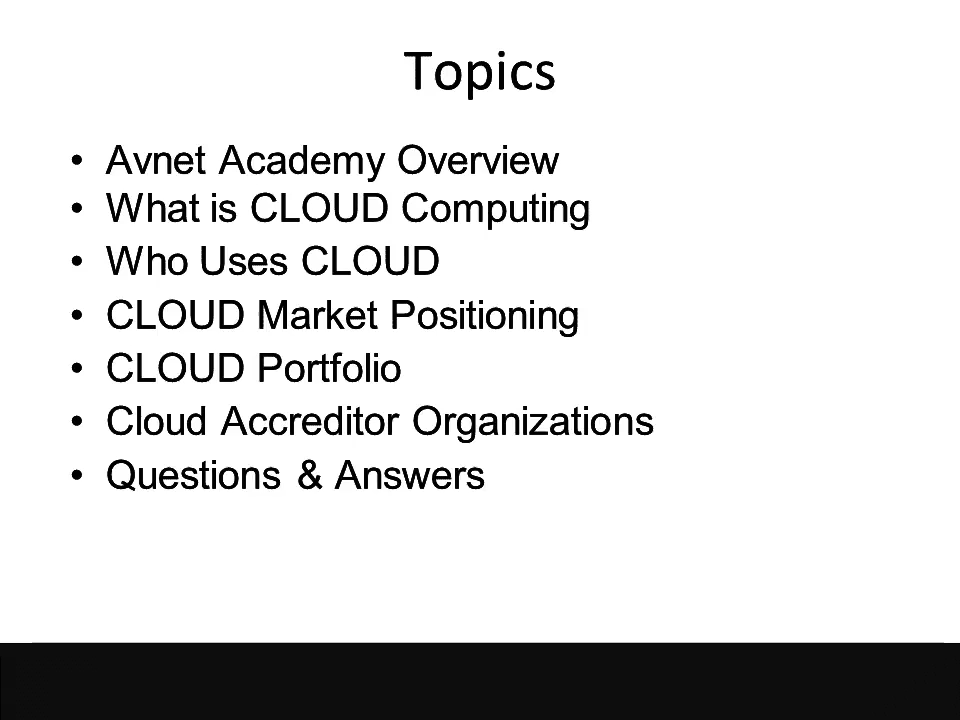 Topics
• Avnet Academy Overview
• What is CLOUD Computing
• Who Uses CLOUD
• CLOUD Market Positioning
• CLOUD Portfolio
• Cloud Accreditor Organizations
• Questions & Answers